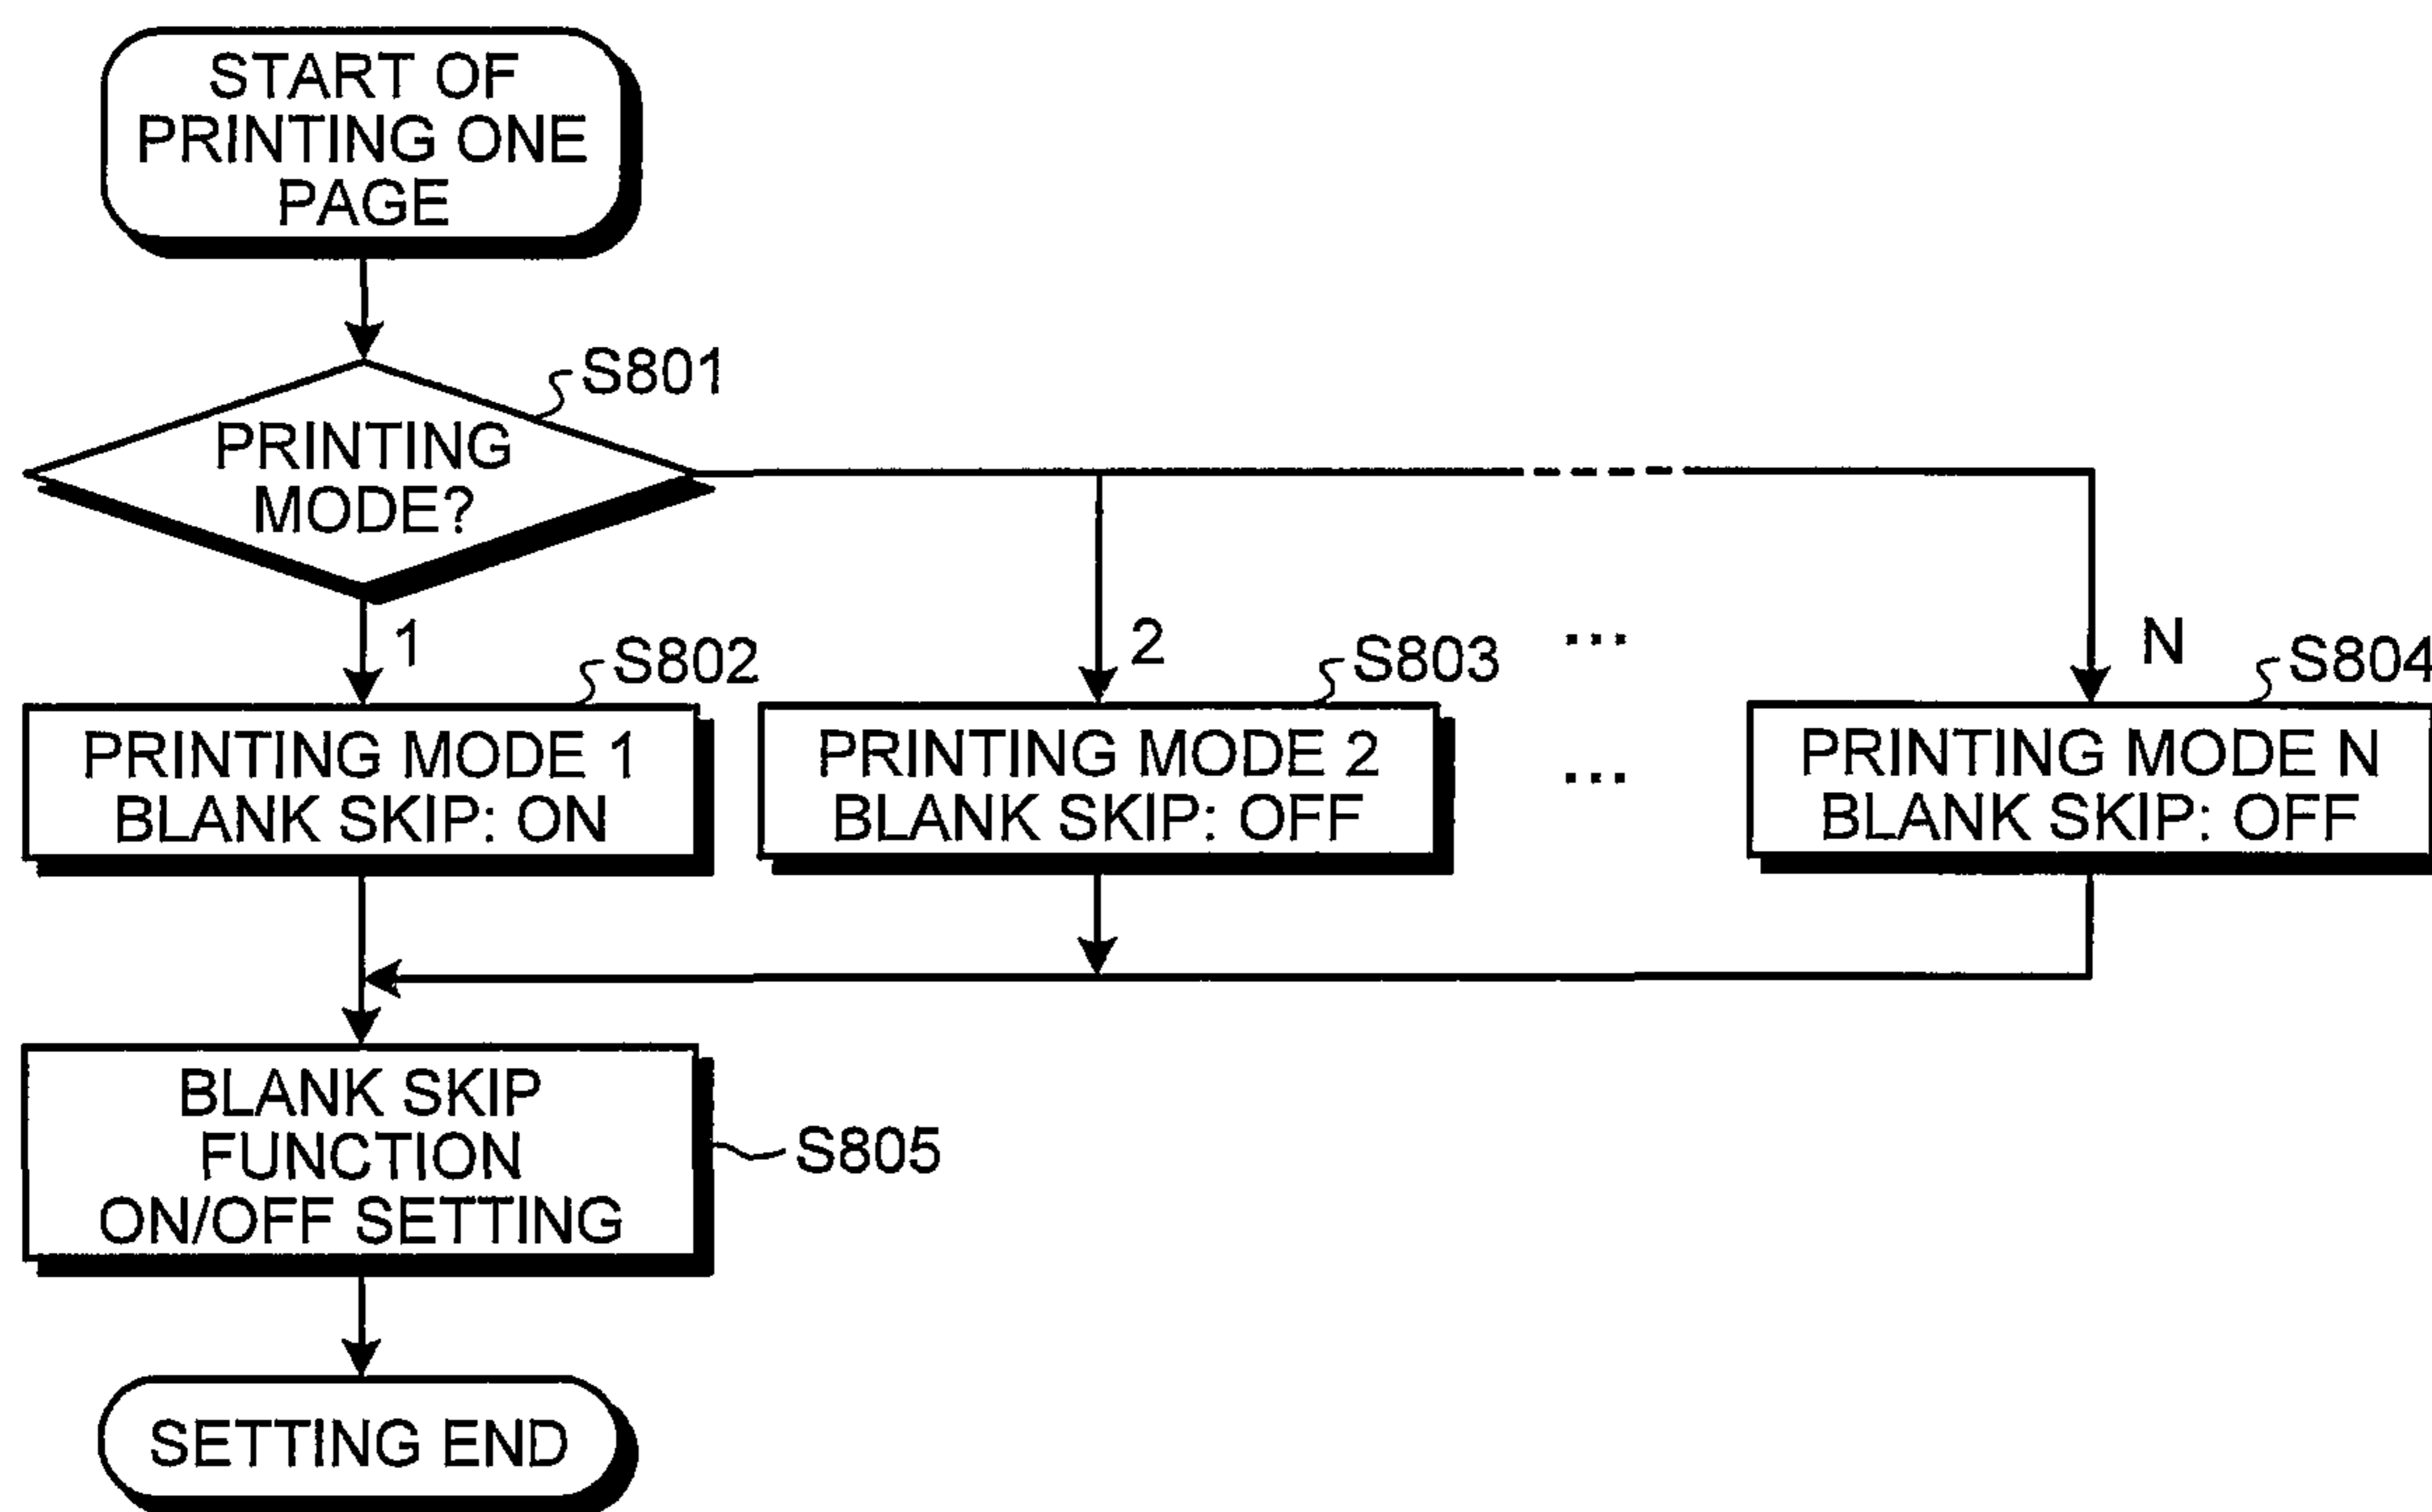 START OF
PRINTING ONE
PAGE
S801
PRINTING
MODE?
1
2
N
S802
S803
...
S804
PRINTING MODE 1
BLANK SKIP: ON
PRINTING MODE 2
BLANK SKIP: OFF
...
PRINTING MODE N
BLANK SKIP: OFF
BLANK SKIP
FUNCTION
ON/OFF SETTING
S805
SETTING END